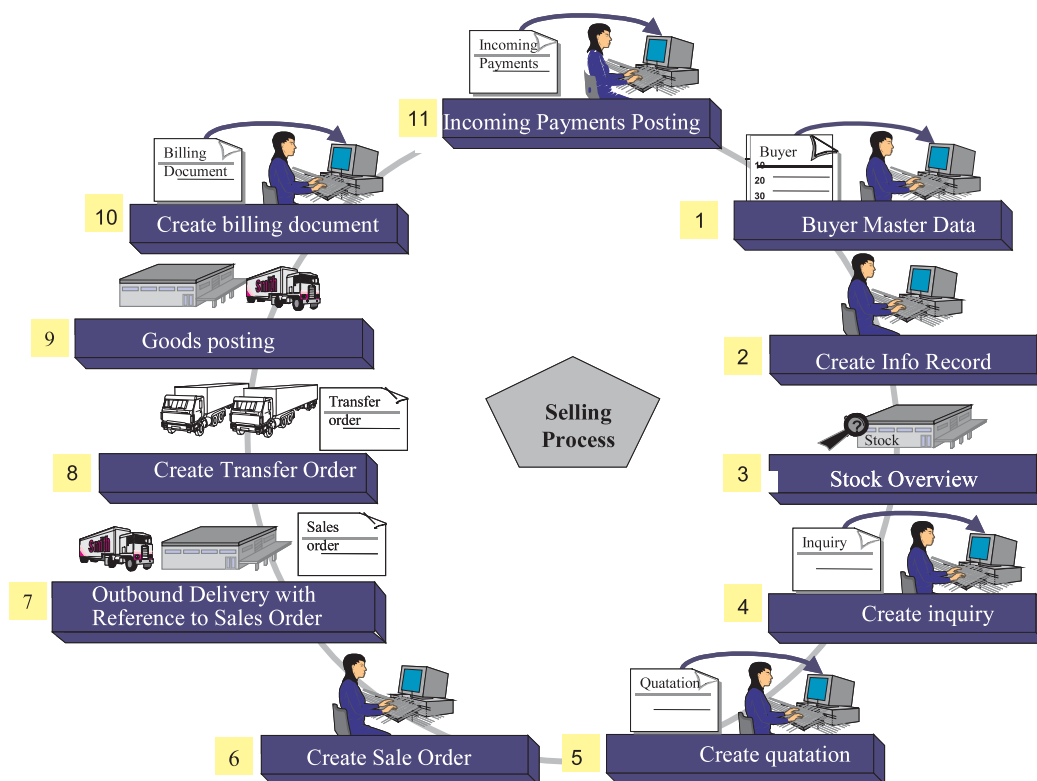 Incoming
Payments
11
Incoming Payments Posting
Buyer
10
20
30
1
Buyer Master Data
2
Create Info Record
Stock
?
3
Stock Overview
Inquiry
4
Create inquiry
Quatation
5
Create quatation
6
Create Sale Order
Smith
Sales
order
7
Outbound Delivery with
Reference to Sales Order
Transfer
order
8
Create Transfer Order
Smith
9
Goods posting
Billing
Document
10
Create billing document
Selling
Process